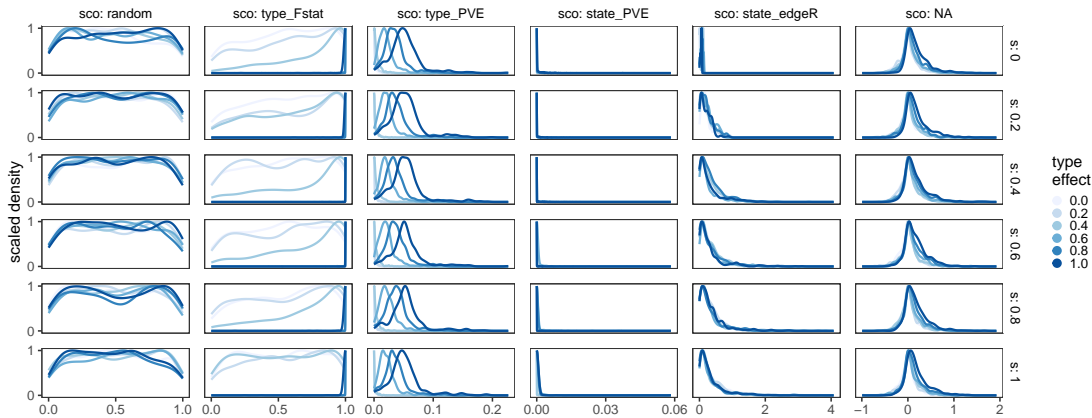 sco: random sco: type_Fstat sco: type_PVE sco: state_PVE sco: state_edgeR sco: NA
scaled density
1
0
s: 0
1
0
s: 0.2
1
0
s: 0.4
1
0
s: 0.6
1
0
s: 0.8
1
0
s: 1
0.0 0.5 1.0 0.0 0.5 1.0 0.0 0.1 0.2 0.00 0.03 0.06 0 2 4 −1 0 1 2
type
effect
0.0
0.2
0.4
0.6
0.8
1.0